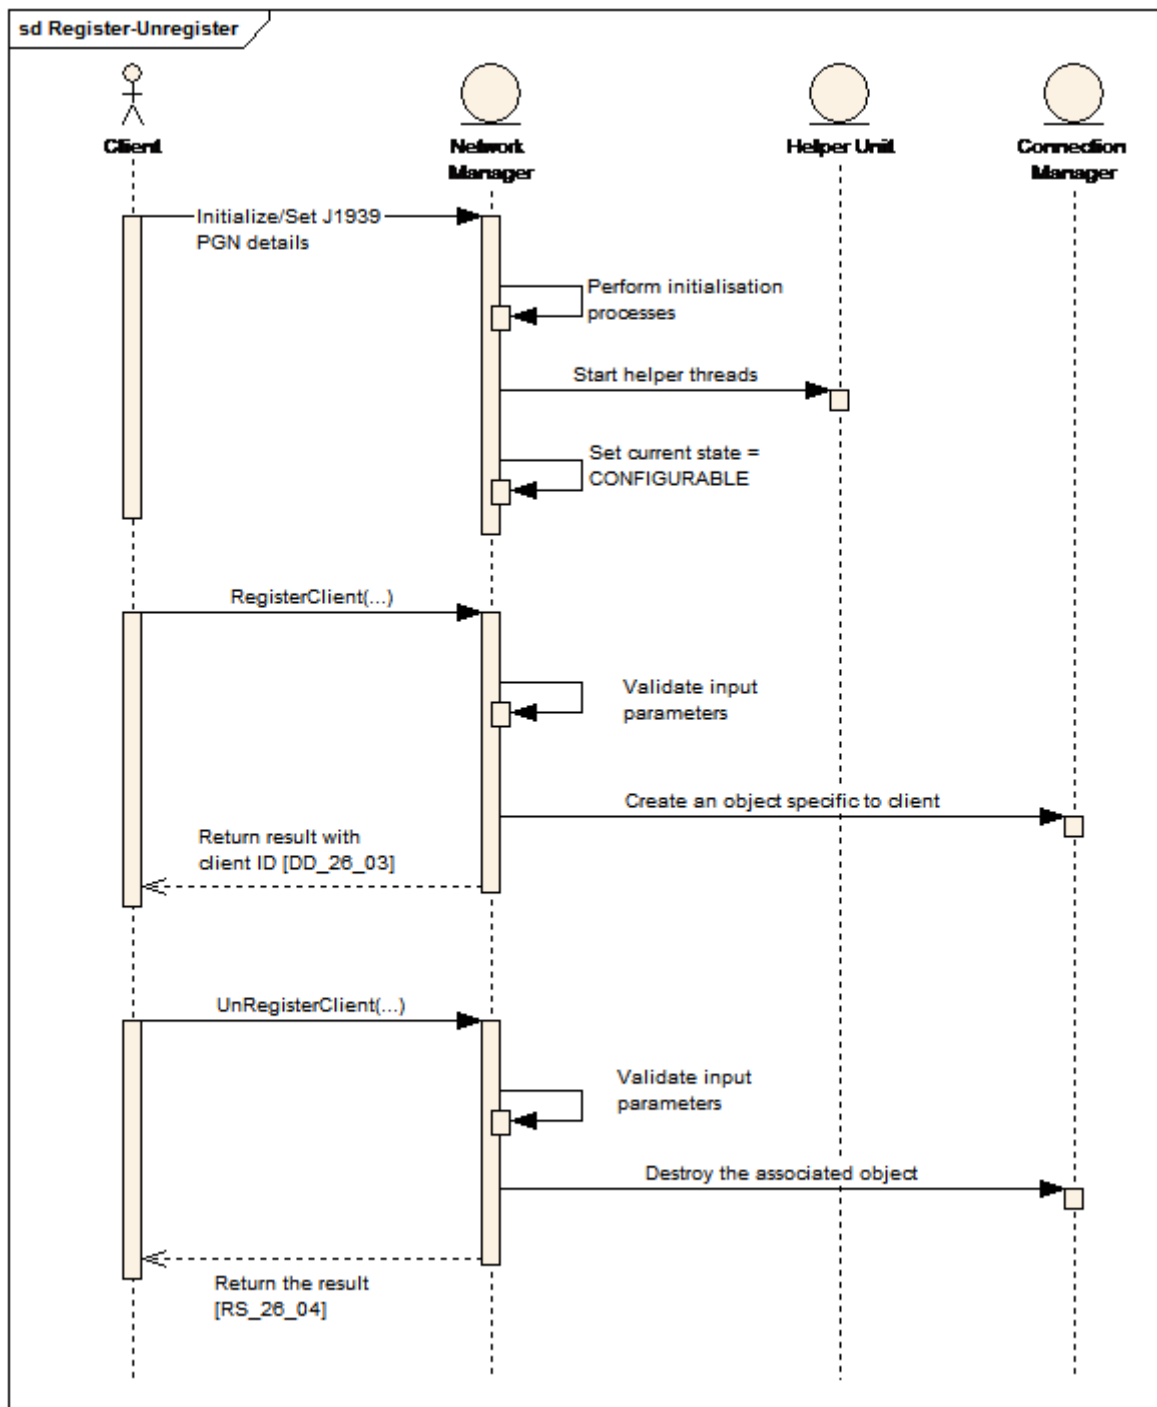 sd Register-Unregister
Client
Network
Manager
Helper Unit
Connection
Manager
Initialize/Set J1939
PGN details
Perform initialisation
processes
Start helper threads
Set current state =
CONFIGURABLE
RegisterClient(...)
Validate input
parameters
Create an object specific to client
Return result with
client ID [DD_26_03]
UnRegisterClient(...)
Validate input
parameters
Destroy the associated object
Return the result
[RS_26_04]